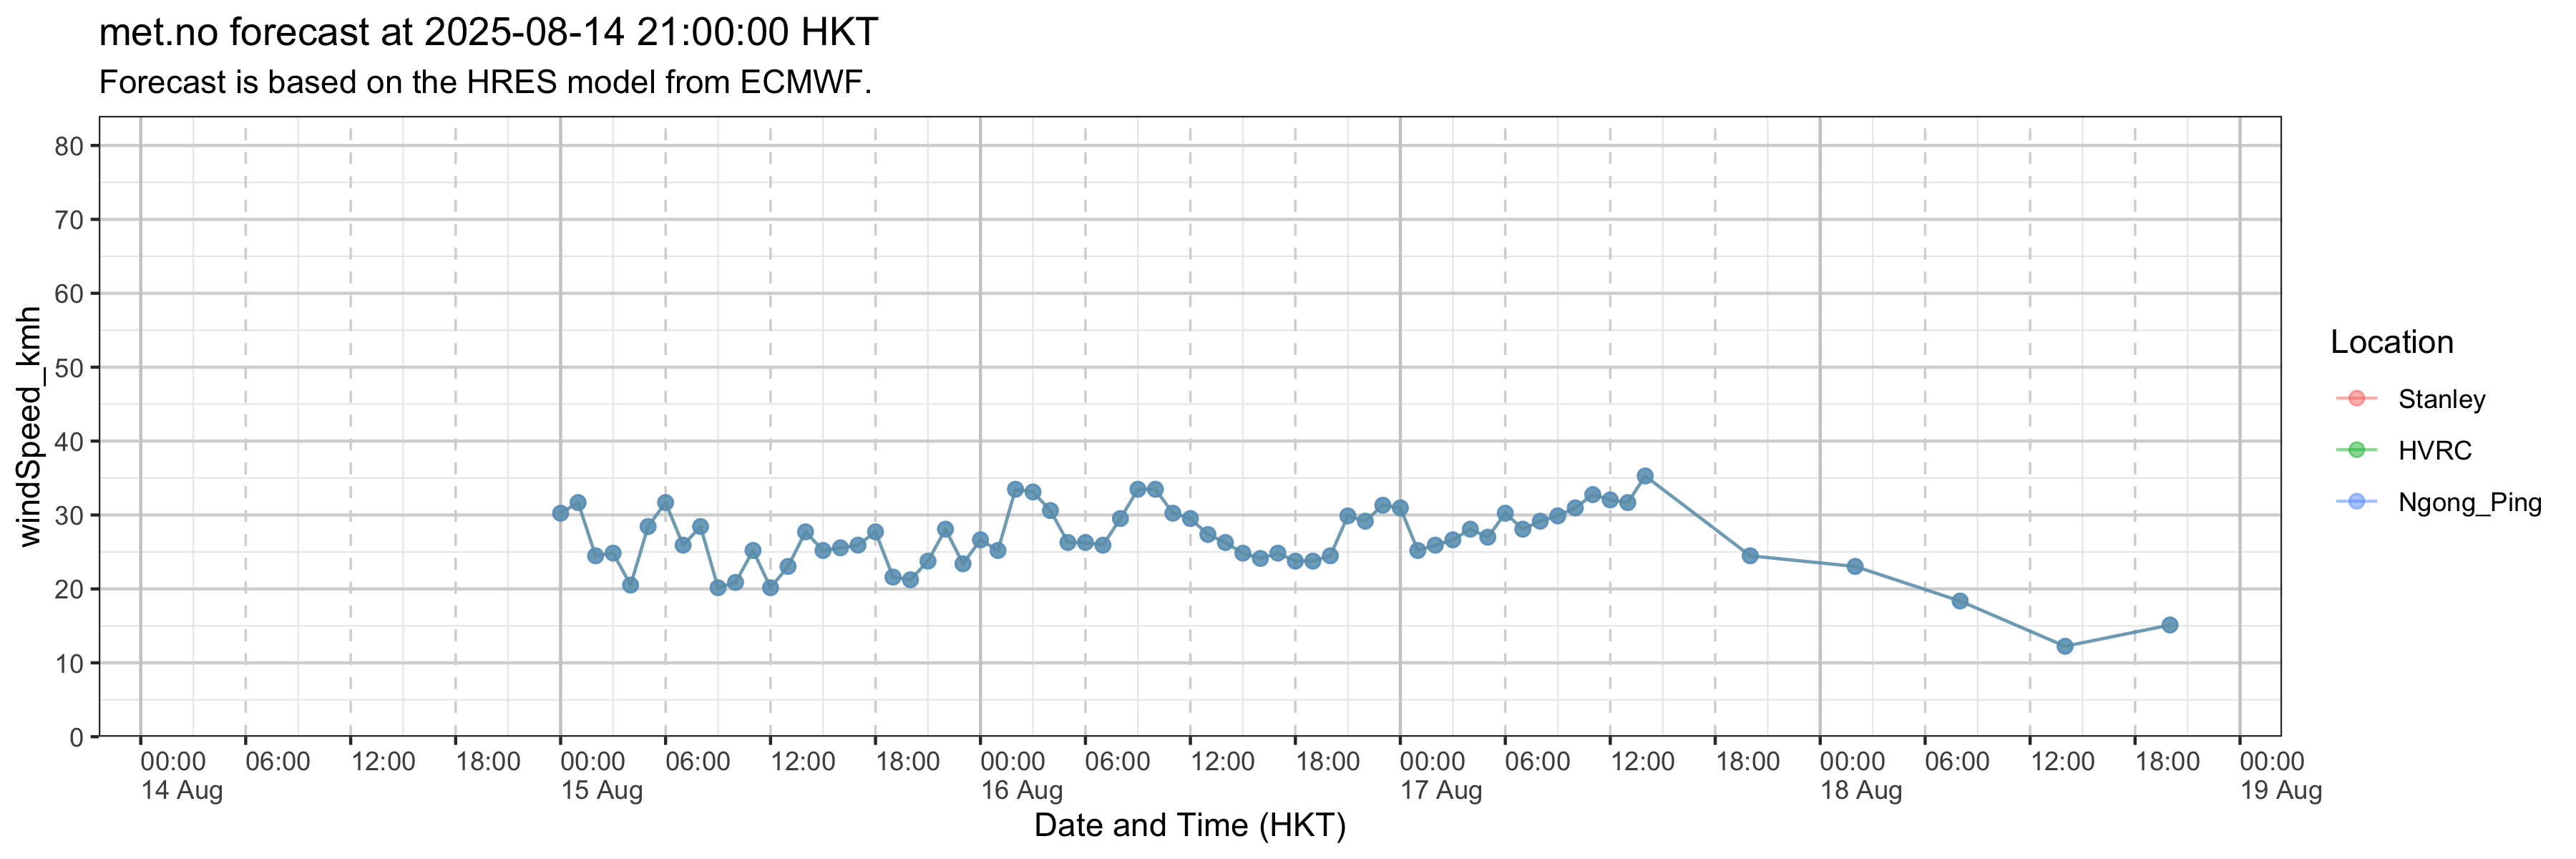 met.no forecast at 2025-08-14 21:00:00 HKT
Forecast is based on the HRES model from ECMWF.
windSpeed_kmh
80
70
60
50
40
30
20
10
0
00:00 06:00 12:00 18:00 00:00 06:00 12:00 18:00 00:00 06:00 12:00 18:00 00:00 06:00 12:00 18:00 00:00 06:00 12:00 18:00 00:00
14 Aug 15 Aug 16 Aug 17 Aug 18 Aug 19 Aug
Date and Time (HKT)
Location
Stanley
HVRC
Ngong_Ping